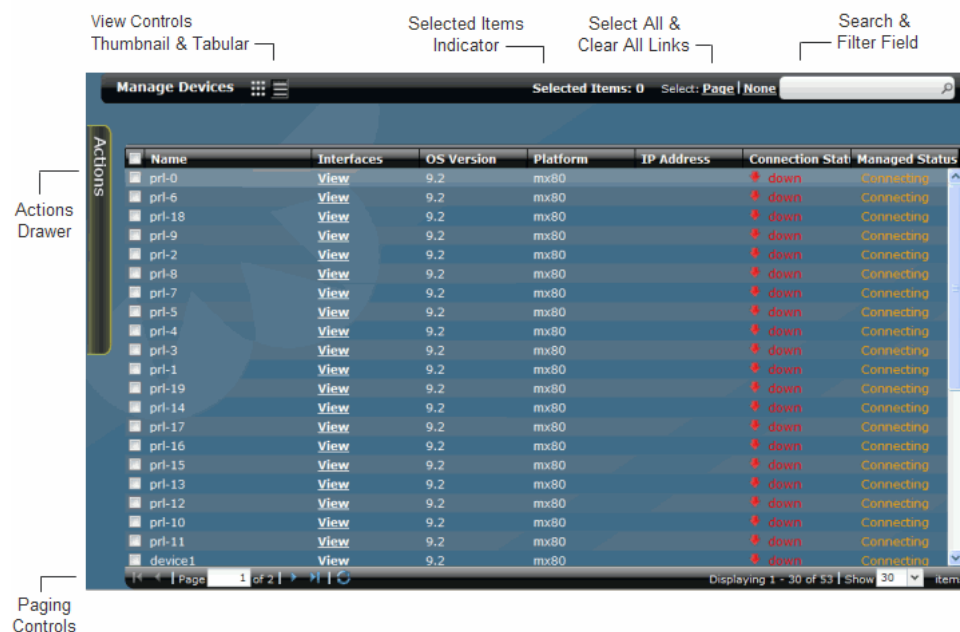 View Controls
Thumbnail & Tabular
Selected Items
Indicator
Select All &
Clear All Links
Search &
Filter Field
Manage Devices
Selected Items: 0 Select: Page | None
Actions
Actions
Drawer
Name Interfaces OS Version Platform IP Address Connection Stat Managed Status
prl-0 View 9.2 mx80 down Connecting
prl-6 View 9.2 mx80 down Connecting
prl-18 View 9.2 mx80 down Connecting
prl-9 View 9.2 mx80 down Connecting
prl-2 View 9.2 mx80 down Connecting
prl-8 View 9.2 mx80 down Connecting
prl-7 View 9.2 mx80 down Connecting
prl-5 View 9.2 mx80 down Connecting
prl-4 View 9.2 mx80 down Connecting
prl-3 View 9.2 mx80 down Connecting
prl-1 View 9.2 mx80 down Connecting
prl-19 View 9.2 mx80 down Connecting
prl-14 View 9.2 mx80 down Connecting
prl-17 View 9.2 mx80 down Connecting
prl-16 View 9.2 mx80 down Connecting
prl-15 View 9.2 mx80 down Connecting
prl-13 View 9.2 mx80 down Connecting
prl-12 View 9.2 mx80 down Connecting
prl-10 View 9.2 mx80 down Connecting
prl-11 View 9.2 mx80 down Connecting
device1 View 9.2 mx80 down Connecting
Page 1 of 2 | Displaying 1 - 30 of 53 | Show 30 item
Paging
Controls